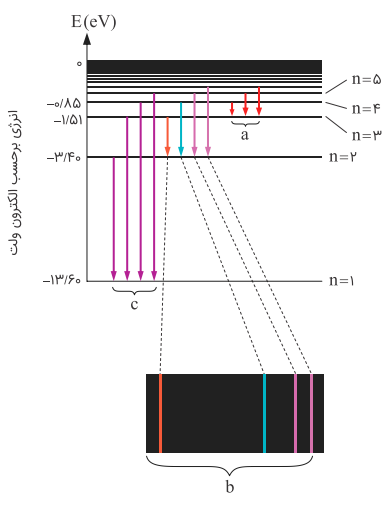 E(eV)
۰
n=۵
−۰/۸۵
n=۴
−۱/۵۱
n=۳
a
−۳/۴۰
n=۲
انرژی برحسب الکترون ولت
−۱۳/۶۰
n=۱
c
b